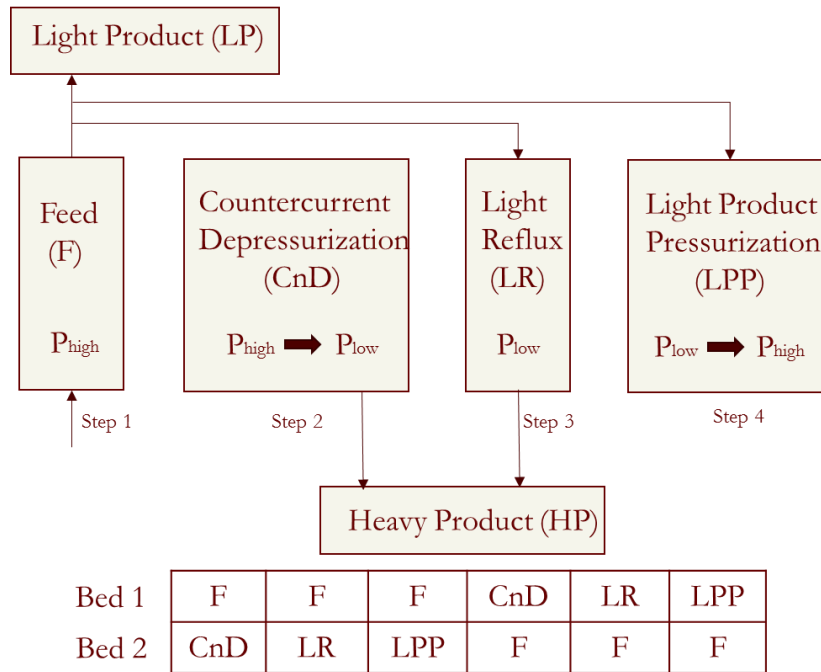 Light Product (LP)
Feed
(F)
Phigh
Step 1
Countercurrent
Depressurization
(CnD)
Phigh Plow
Step 2
Light
Reflux
(LR)
Plow
Step 3
Light Product
Pressurization
(LPP)
Plow Phigh
Step 4
Heavy Product (HP)
Bed 1 F F F CnD LR LPP
Bed 2 CnD LR LPP F F F